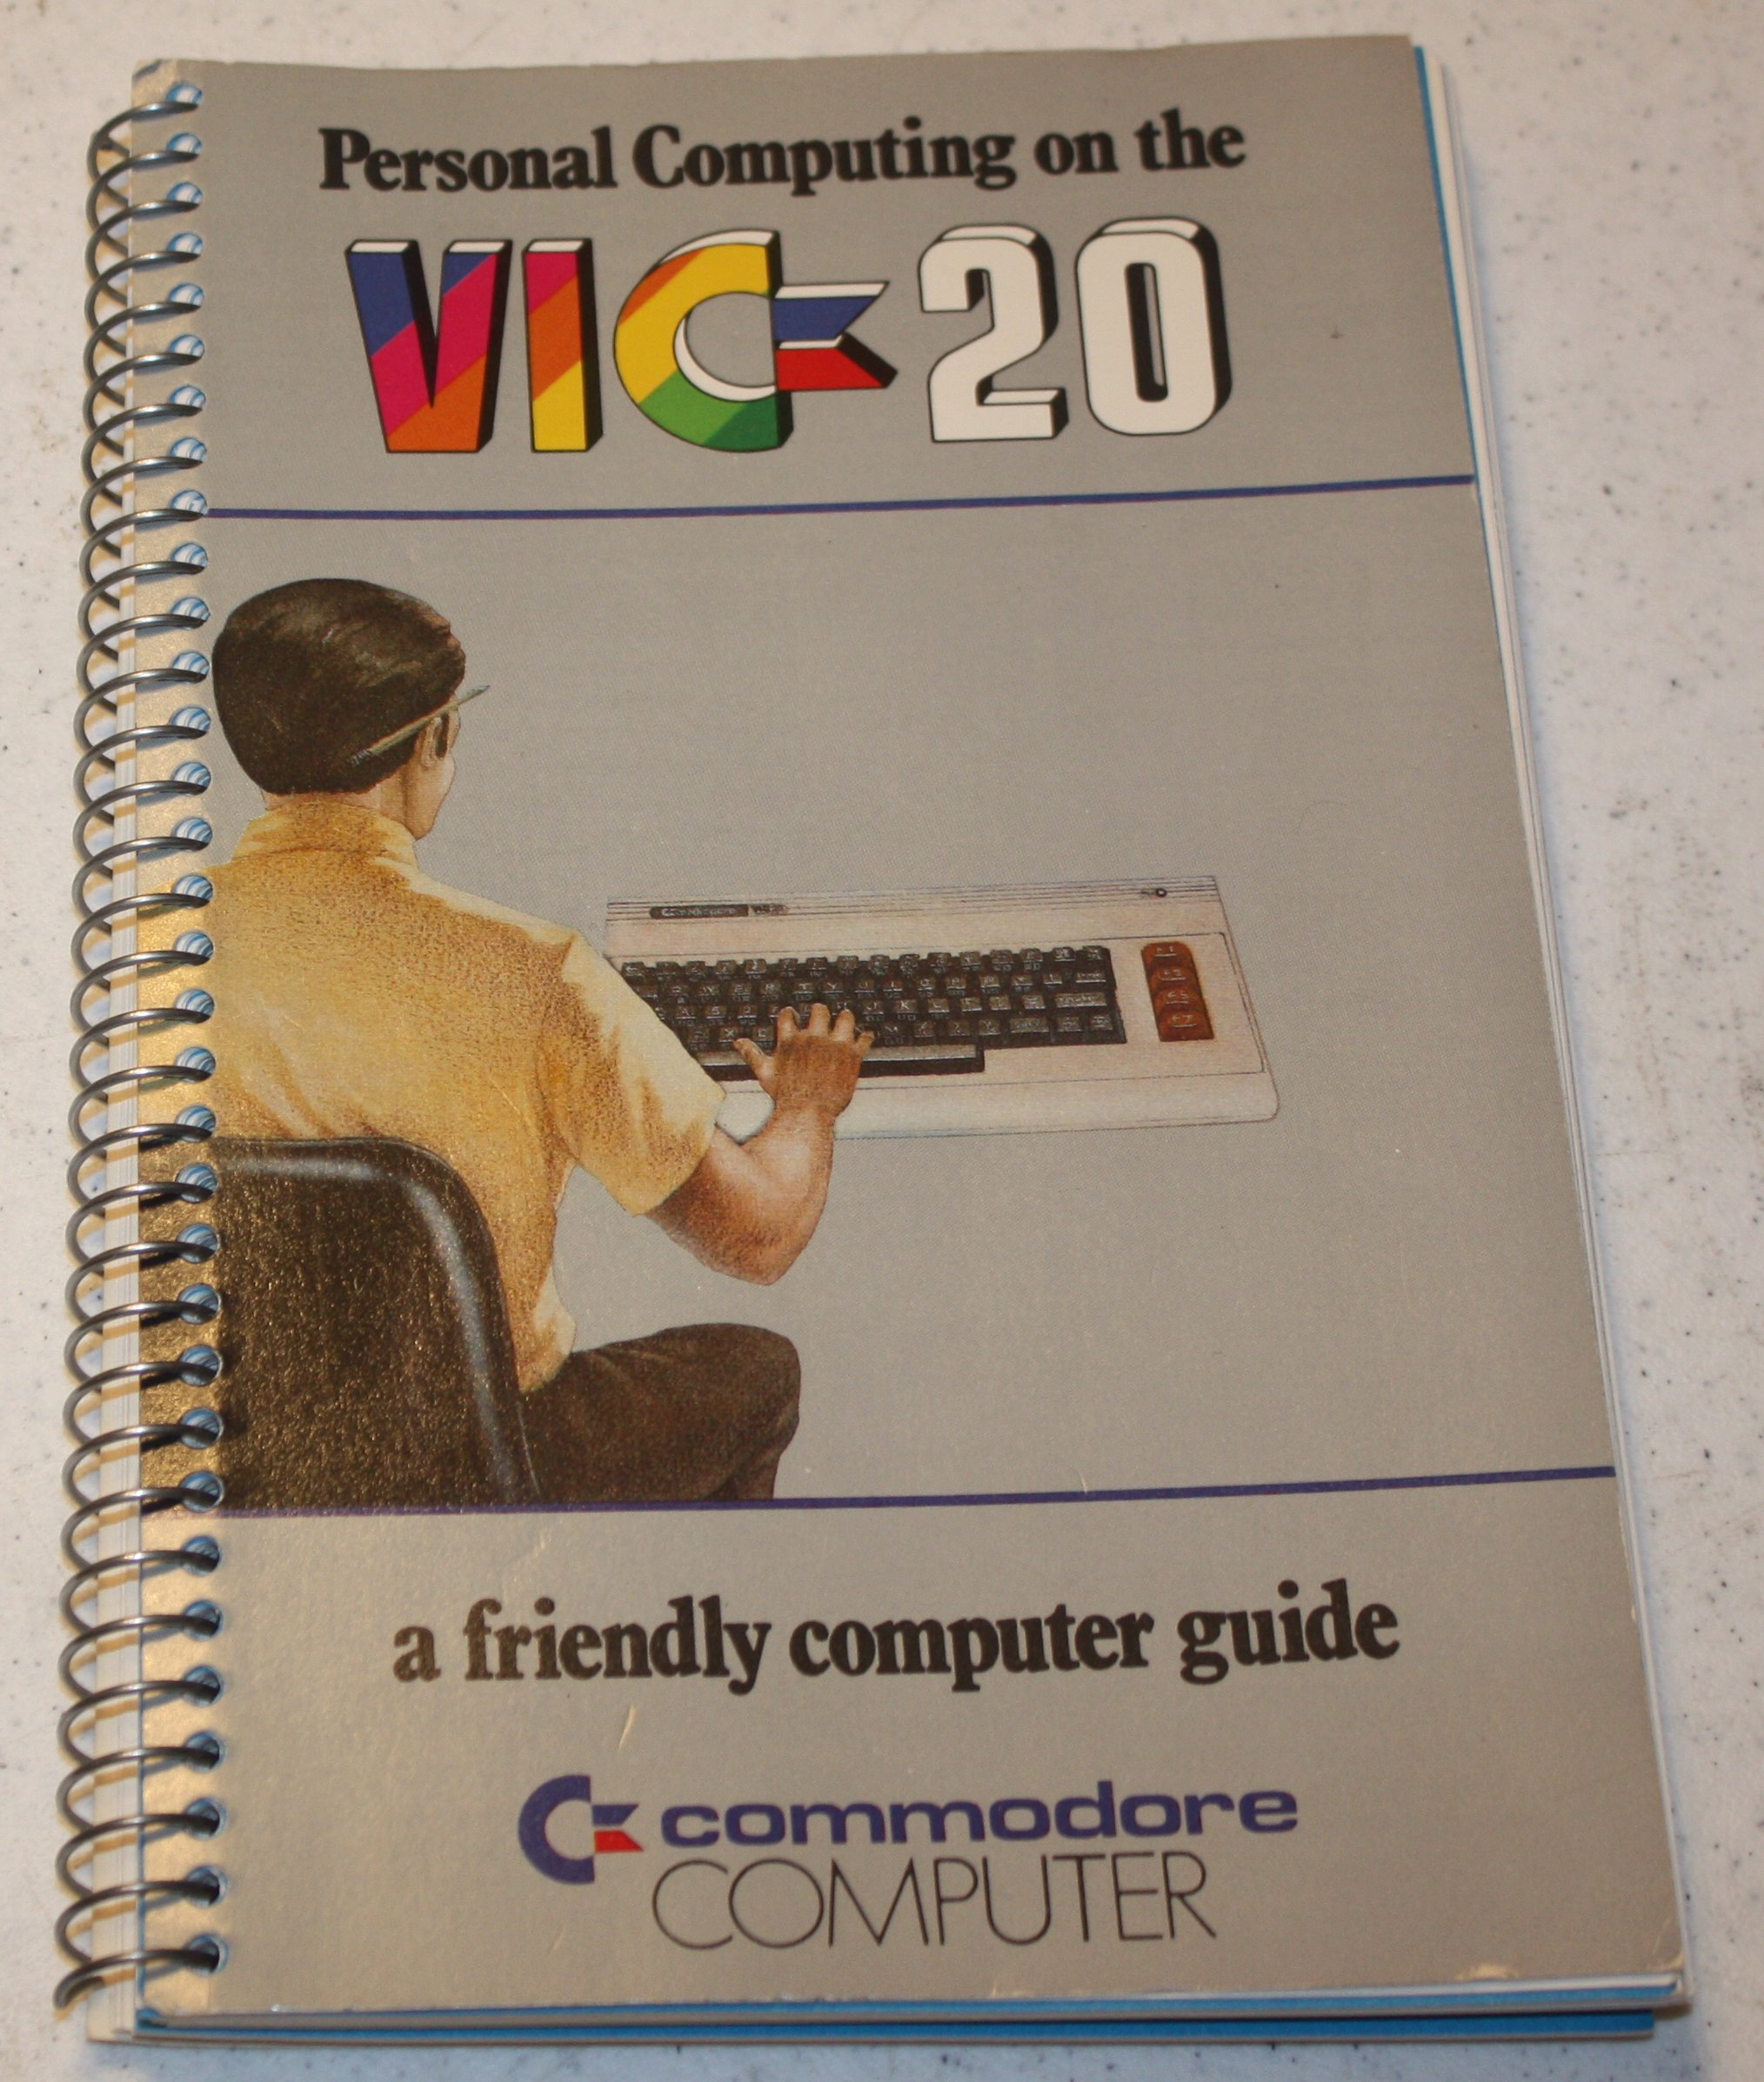 Personal Computing on the
VIC 20
a friendly computer guide
commodore
COMPUTER